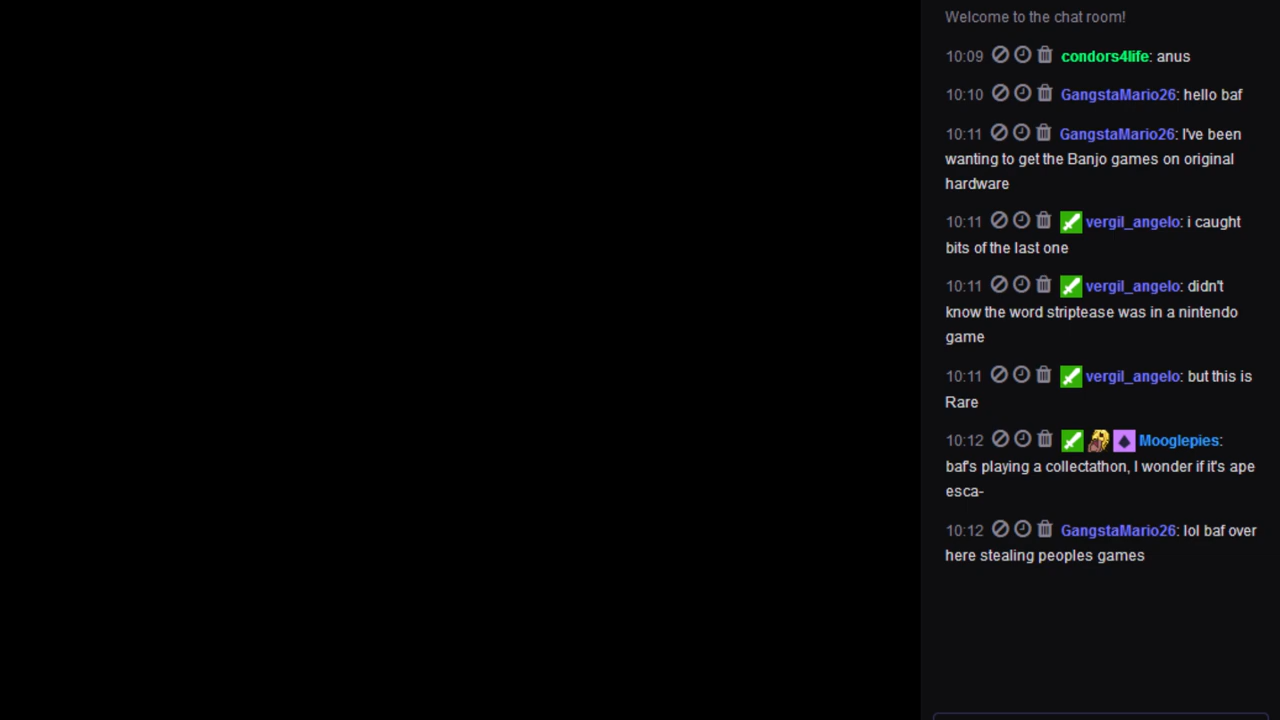 Welcome to the chat room!
10:09 condors4life: anus
10:10 GangstaMario26: hello baf
10:11 GangstaMario26: I've been
wanting to get the Banjo games on original
hardware
10:11 vergil_angelo: i caught
bits of the last one
10:11 vergil_angelo: didn't
know the word striptease was in a nintendo
game
10:11 vergil_angelo: but this is
Rare
10:12 Mooglepies:
baf's playing a collectathon, I wonder if it's ape
esca-
10:12 GangstaMario26: lol baf over
here stealing peoples games